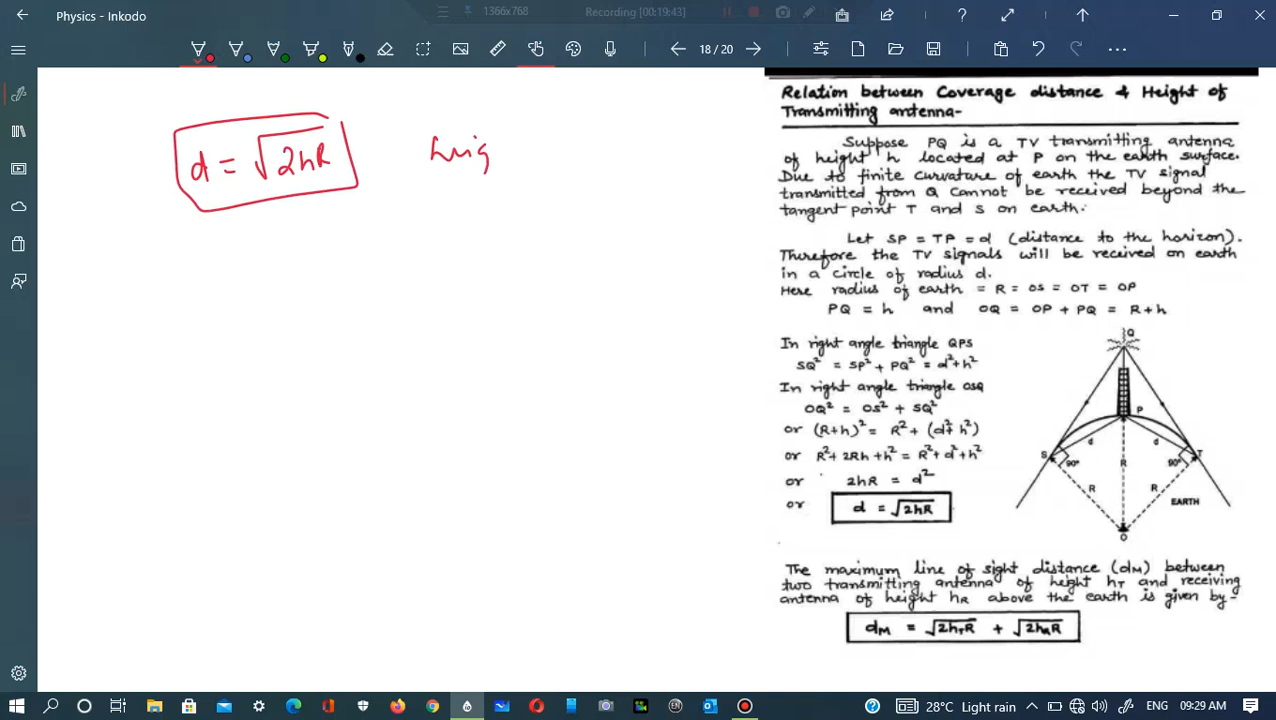 Physics - Inkodo
1366x768
Recording [00:19:43]
18 / 20
d = √2hR
heig
Relation between Coverage distance & Height of
Transmitting antenna-
Suppose PQ is a TV transmitting antenna
of height h located at P on the earth surface.
Due to finite curvature of earth the TV signal
transmitted from Q cannot be received beyond the
tangent point T and S on earth.
Let SP = TP = d (distance to the horizon).
Therefore the TV signals will be received on earth
in a circle of radius d.
Here radius of earth = R = OS = OT = OP
PQ = h and OQ = OP + PQ = R+h
In right angle triangle QPS
SQ² = SP² + PQ² = d²+h²
In right angle triangle OSQ
OQ² = OS² + SQ²
or (R+h)² = R² + (d²+h²)
or R²+2Rh+h² = R²+d²+h²
or 2hR = d²
or d = √2hR
Q
P
d d
S T
90° R 90°
R R
EARTH
O
The maximum line of sight distance (dM) between
two transmitting antenna of height hT and receiving
antenna of height hR above the earth is given by-
dM = √2hTR + √2hRR
28°C Light rain
ENG
09:29 AM